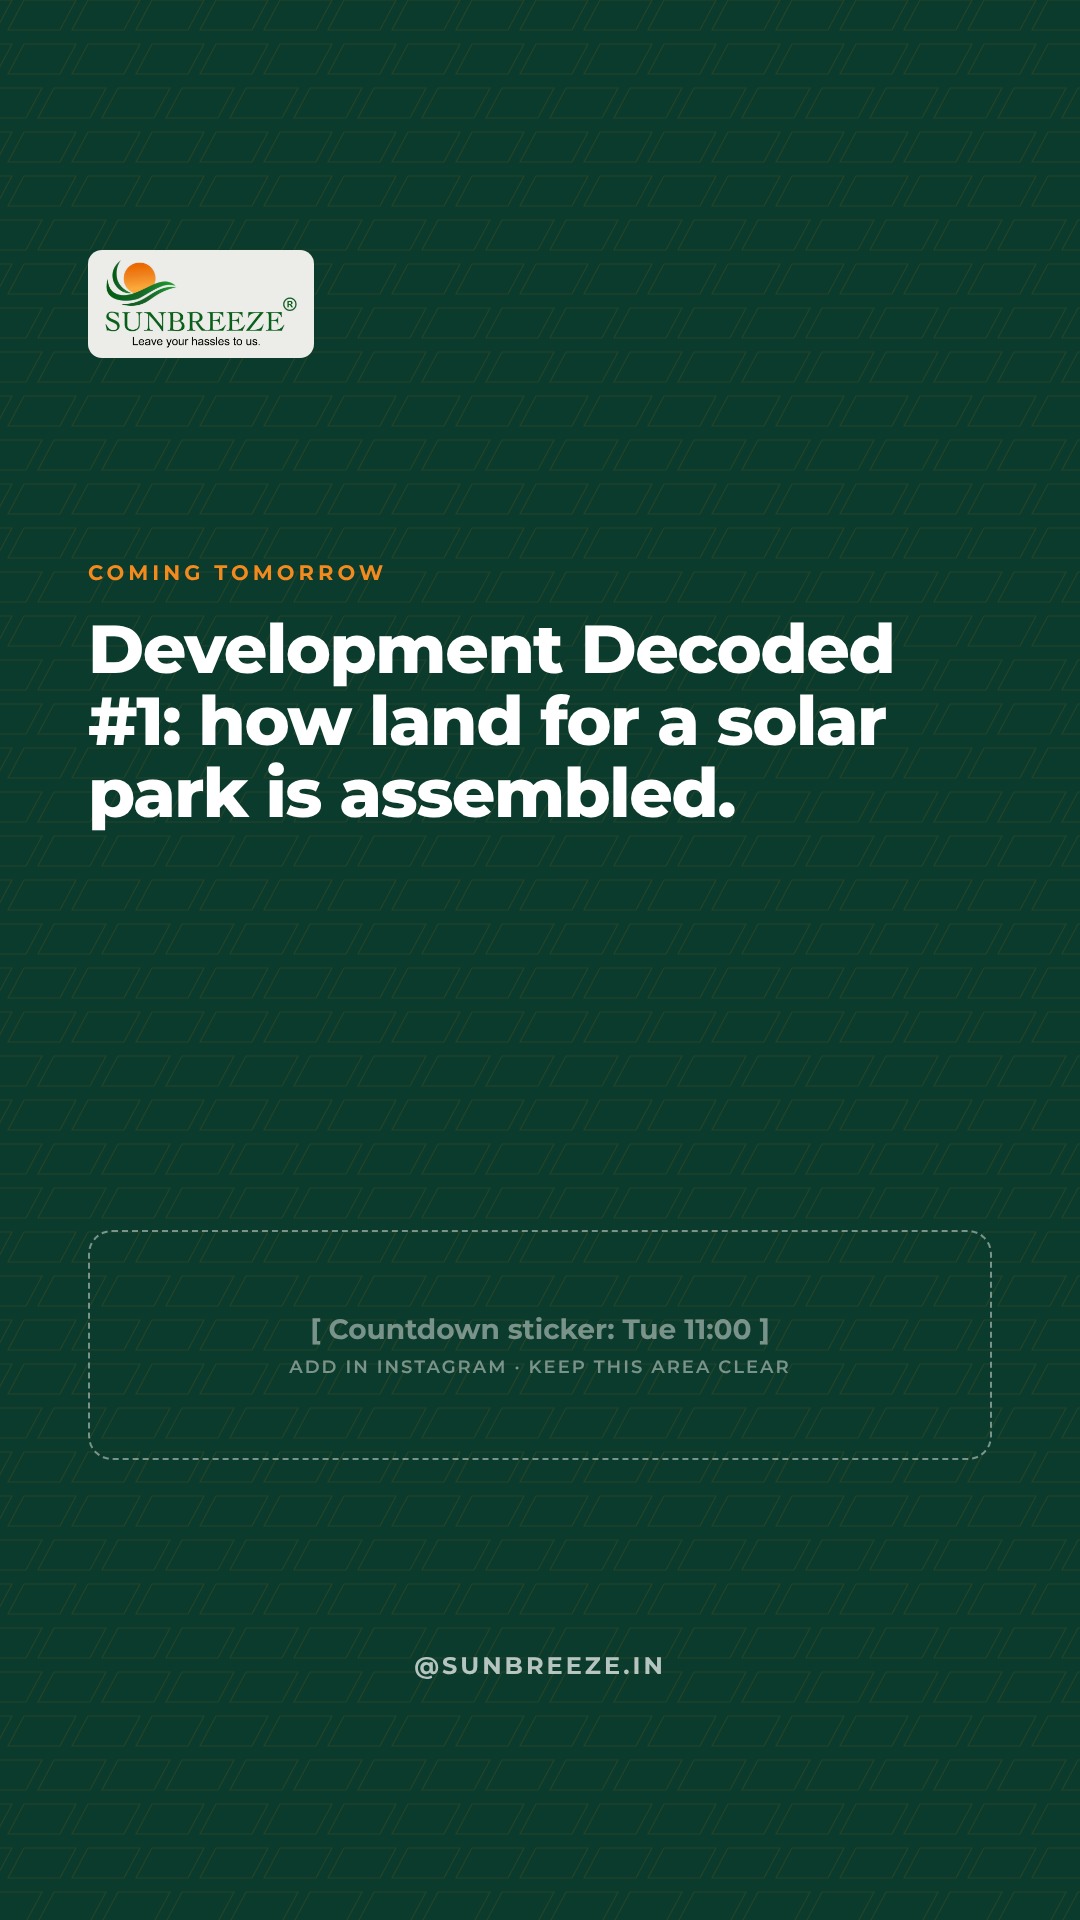 SUNBREEZE®
Leave your hassles to us.
COMING TOMORROW
Development Decoded
#1: how land for a solar
park is assembled.
[ Countdown sticker: Tue 11:00 ]
ADD IN INSTAGRAM · KEEP THIS AREA CLEAR
@SUNBREEZE.IN